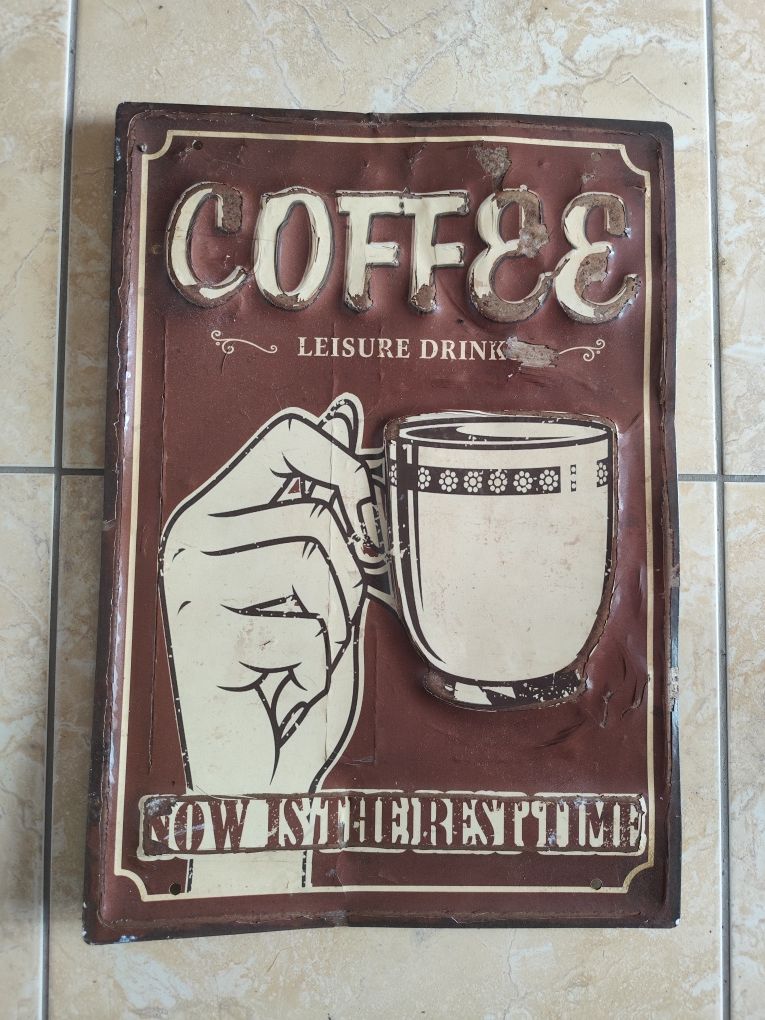 COFFEE
LEISURE DRINK
NOW IS THE REST TIME